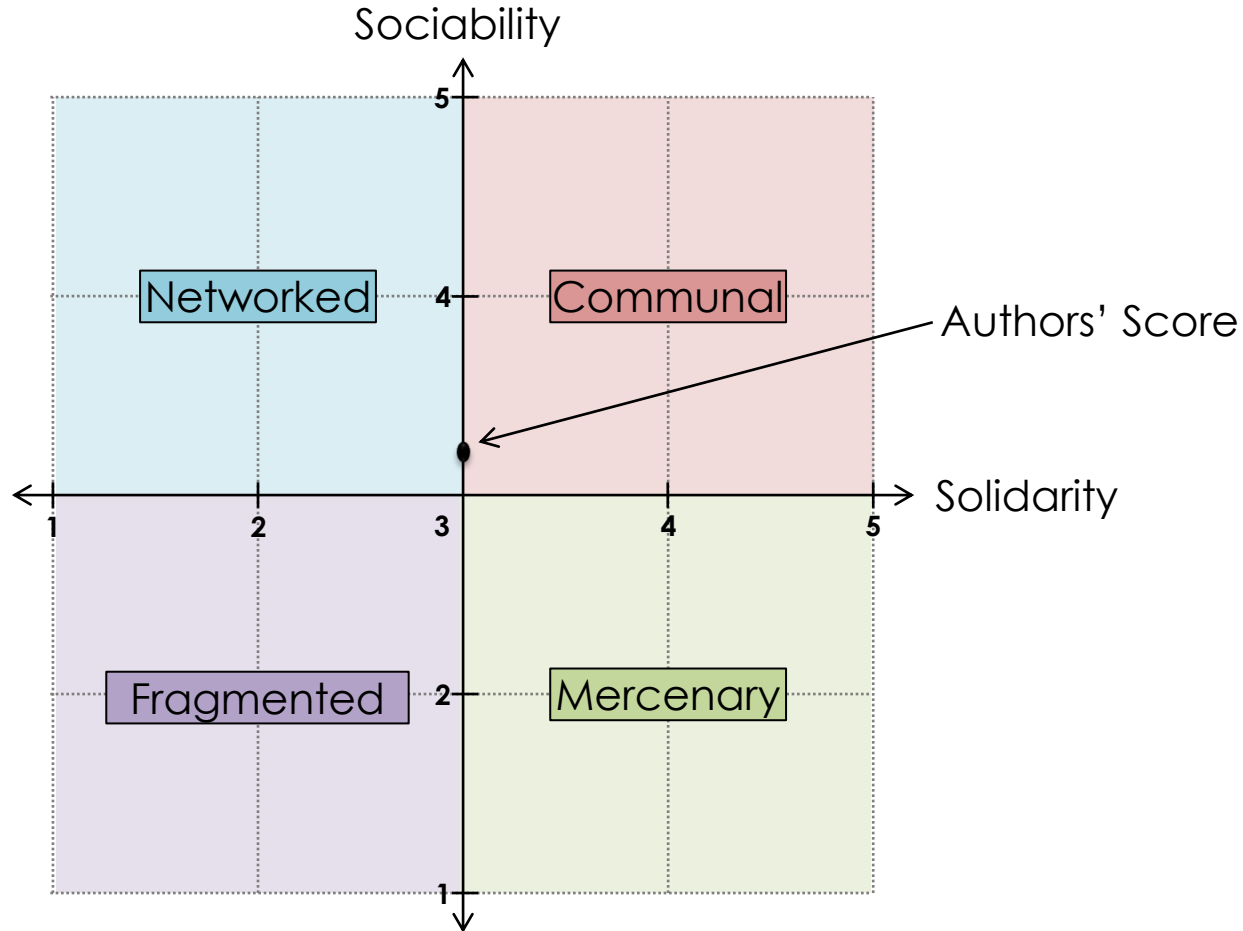 Sociability
5
Networked
4
Communal
Authors' Score
Solidarity
1
2
3
4
5
Fragmented
2
Mercenary
1